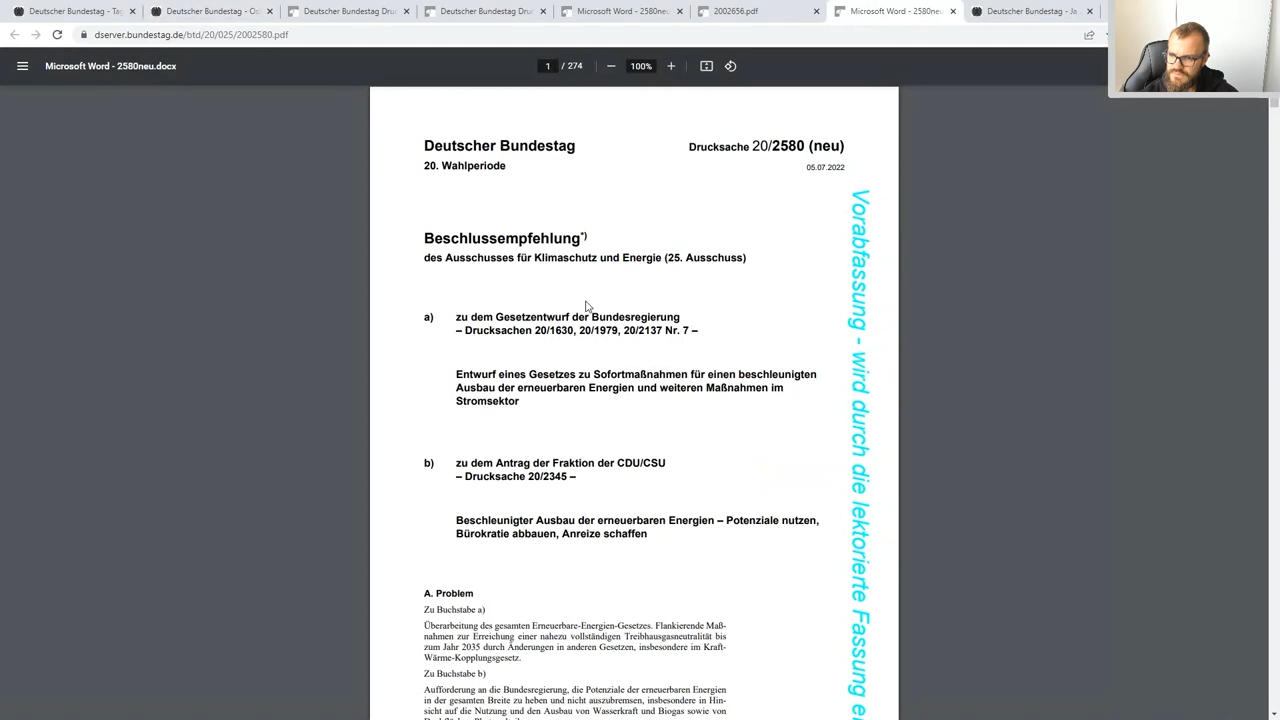 Deutscher Bundestag - Tag
Deutscher Bundestag - Os
Deutscher Bundestag Dru
Deutscher Bundestag Dru
Microsoft Word - 2580neu
2002656.pdf
Microsoft Word - 2580neu
Deutscher Bundestag - Ja
dserver.bundestag.de/btd/20/025/2002580.pdf
Microsoft Word - 2580neu.docx
1 / 274
100%
Deutscher Bundestag
Drucksache 20/2580 (neu)
20. Wahlperiode
05.07.2022
Beschlussempfehlung*)
des Ausschusses für Klimaschutz und Energie (25. Ausschuss)
a) zu dem Gesetzentwurf der Bundesregierung
– Drucksachen 20/1630, 20/1979, 20/2137 Nr. 7 –
Entwurf eines Gesetzes zu Sofortmaßnahmen für einen beschleunigten
Ausbau der erneuerbaren Energien und weiteren Maßnahmen im
Stromsektor
b) zu dem Antrag der Fraktion der CDU/CSU
– Drucksache 20/2345 –
Beschleunigter Ausbau der erneuerbaren Energien – Potenziale nutzen,
Bürokratie abbauen, Anreize schaffen
A. Problem
Zu Buchstabe a)
Überarbeitung des gesamten Erneuerbare-Energien-Gesetzes. Flankierende Maß-
nahmen zur Erreichung einer nahezu vollständigen Treibhausgasneutralität bis
zum Jahr 2035 durch Änderungen in anderen Gesetzen, insbesondere im Kraft-
Wärme-Kopplungsgesetz.
Zu Buchstabe b)
Aufforderung an die Bundesregierung, die Potenziale der erneuerbaren Energien
in der gesamten Breite zu heben und nicht auszubremsen, insbesondere in Hin-
sicht auf die Nutzung und den Ausbau von Wasserkraft und Biogas sowie von
Vorabfassung - wird durch die lektorierte Fassung er